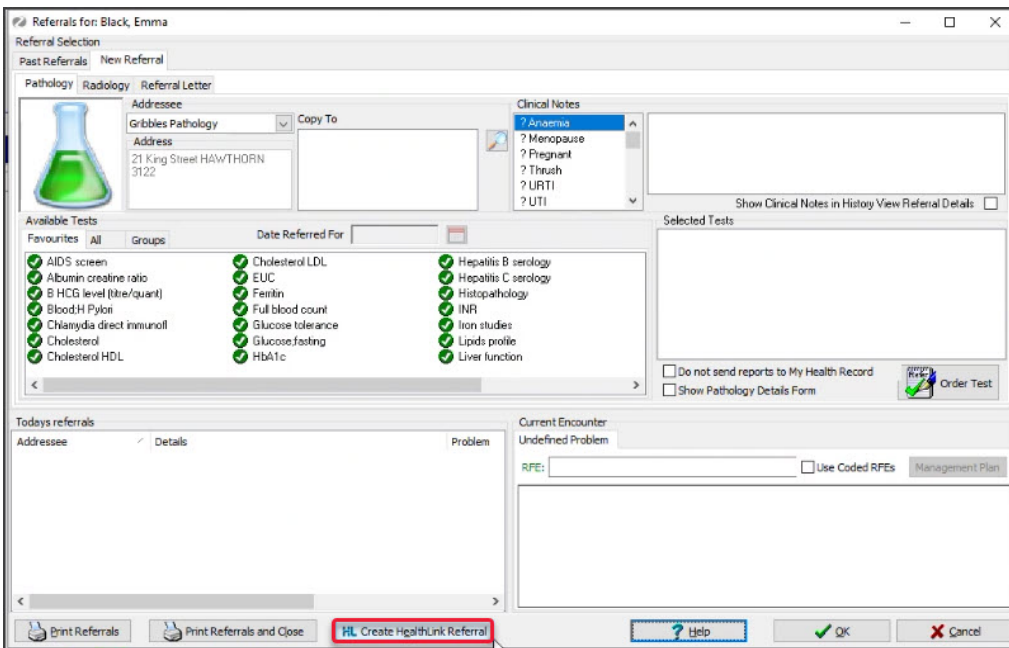 Referrals for: Black, Emma
Referral Selection
Past Referrals New Referral
Pathology Radiology Referral Letter
Addressee
Gribbles Pathology
Address
21 King Street HAWTHORN
3122
Copy To
Clinical Notes
? Anaemia
? Menopause
? Pregnant
? Thrush
? URTI
? UTI
Show Clinical Notes in History View Referral Details
Available Tests
Favourites All Groups
Date Referred For
AIDS screen
Albumin creatine ratio
B HCG level (titre/quant)
Blood;H Pylori
Chlamydia direct immunofl
Cholesterol
Cholesterol HDL
Cholesterol LDL
EUC
Ferritin
Full blood count
Glucose tolerance
Glucose;fasting
HbA1c
Hepatitis B serology
Hepatitis C serology
Histopathology
INR
Iron studies
Lipids profile
Liver function
Selected Tests
Do not send reports to My Health Record
Show Pathology Details Form
Order Test
Todays referrals
Addressee Details Problem
Current Encounter
Undefined Problem
RFE:
Use Coded RFEs
Management Plan
Print Referrals
Print Referrals and Close
HL Create HealthLink Referral
? Help
OK
Cancel